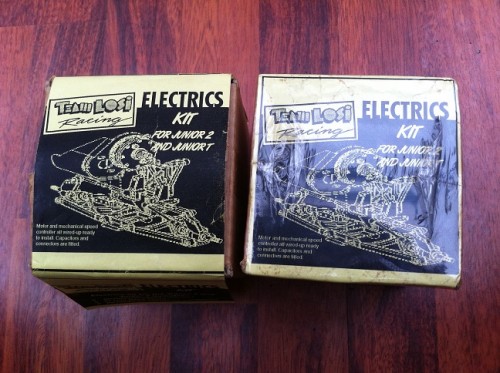 TEAM LOSI
Racing
ELECTRICS
KIT
FOR JUNIOR 2
AND JUNIOR T
Motor and mechanical speed
controller all wired up ready
to install. Capacitors and
connectors are fitted.
TEAM LOSI
Racing
ELECTRICS
KIT
FOR JUNIOR 2
AND JUNIOR T
Motor and mechanical speed
controller all wired up ready
to install. Capacitors and
connectors are fitted.